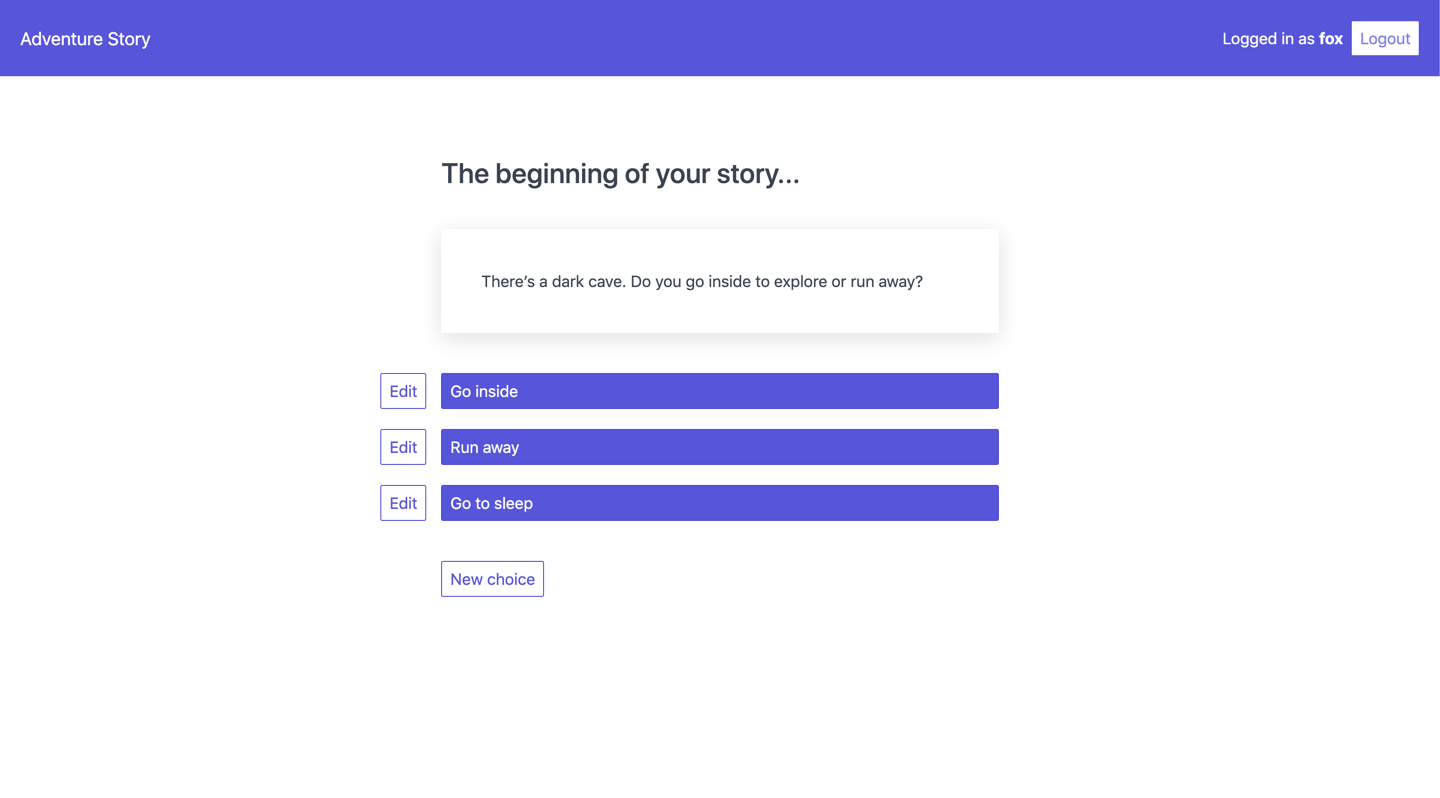 Adventure Story
Logged in as fox Logout
The beginning of your story...
There’s a dark cave. Do you go inside to explore or run away?
Edit Go inside
Edit Run away
Edit Go to sleep
New choice